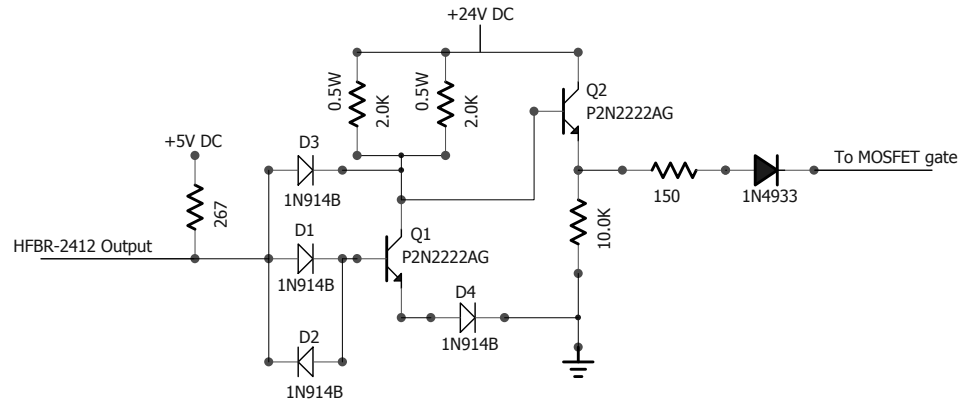 +24V DC
0.5W
2.0K
0.5W
2.0K
Q2
P2N2222AG
+5V DC
D3
1N914B
To MOSFET gate
267
150
1N4933
HFBR-2412 Output
D1
1N914B
Q1
P2N2222AG
10.0K
D4
1N914B
D2
1N914B